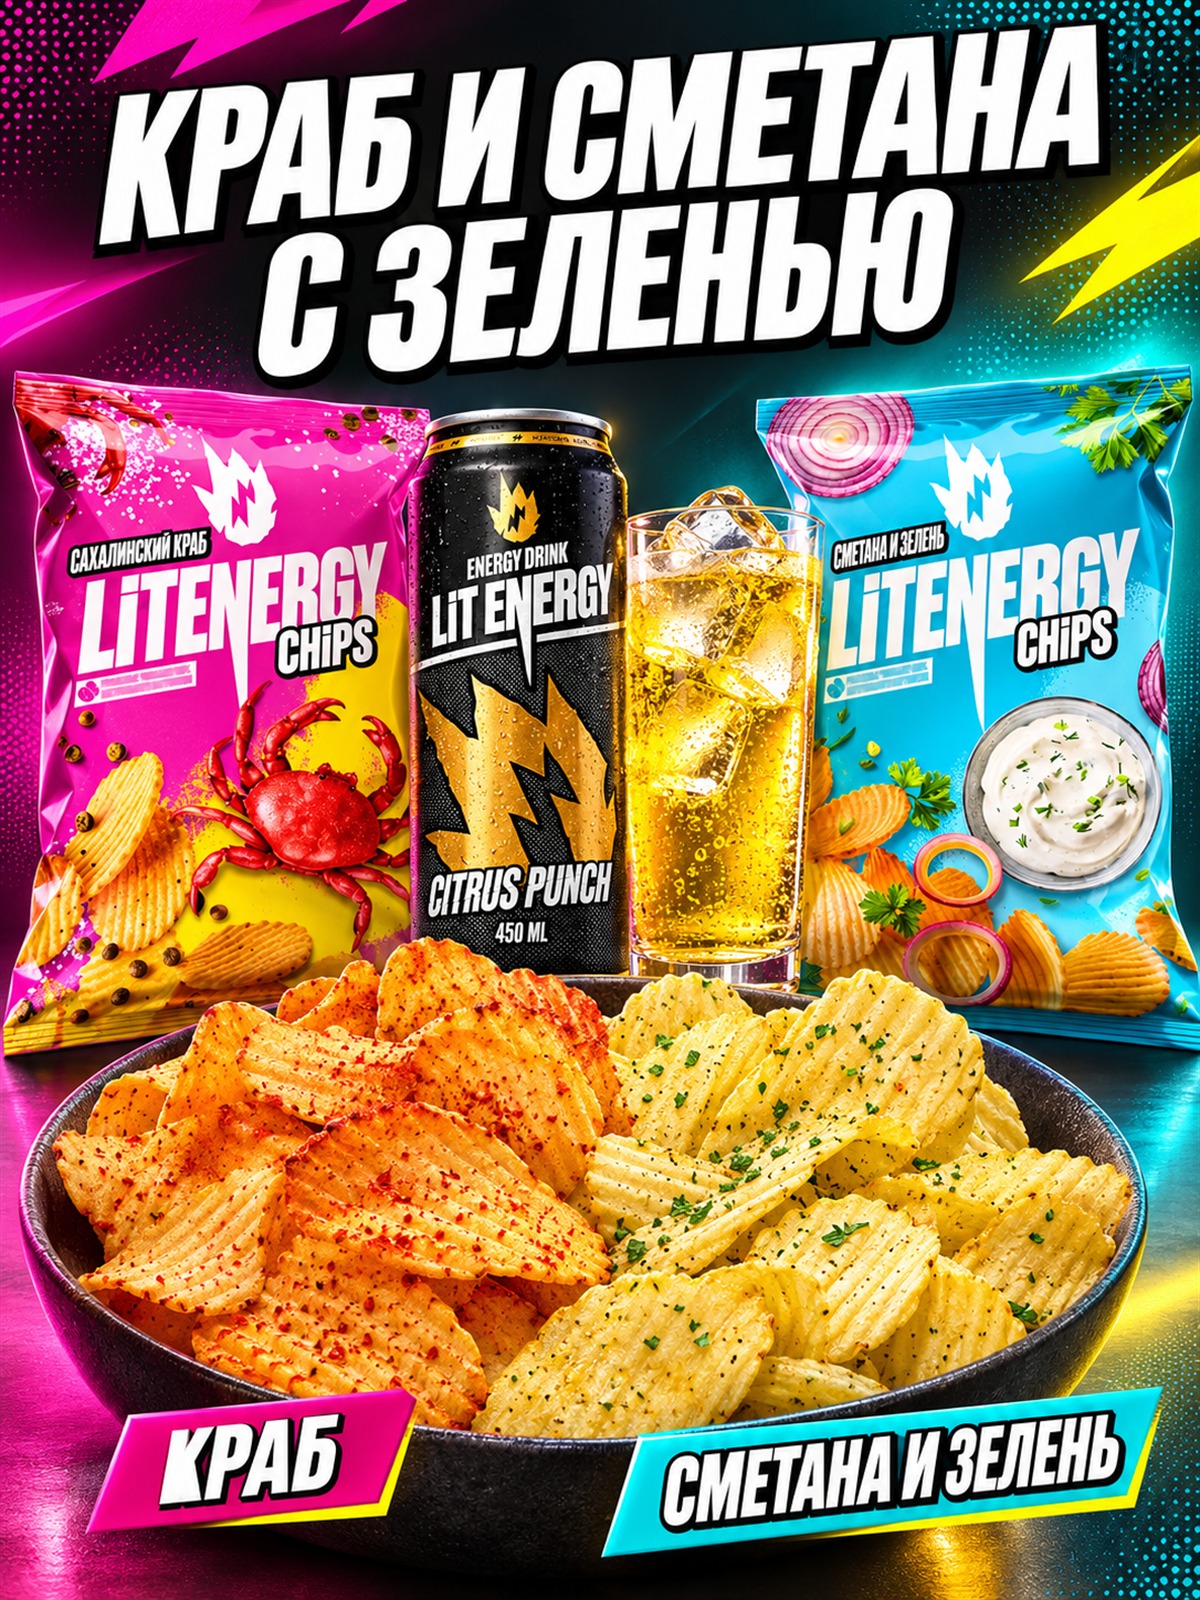 КРАБ И СМЕТАНА
С ЗЕЛЕНЬЮ
САХАЛИНСКИЙ КРАБ
LiTENERGY
CHiPS
ENERGY DRINK
LiT ENERGY
CITRUS PUNCH
450 ML
СМЕТАНА И ЗЕЛЕНЬ
LiTENERGY
CHiPS
КРАБ
СМЕТАНА И ЗЕЛЕНЬ